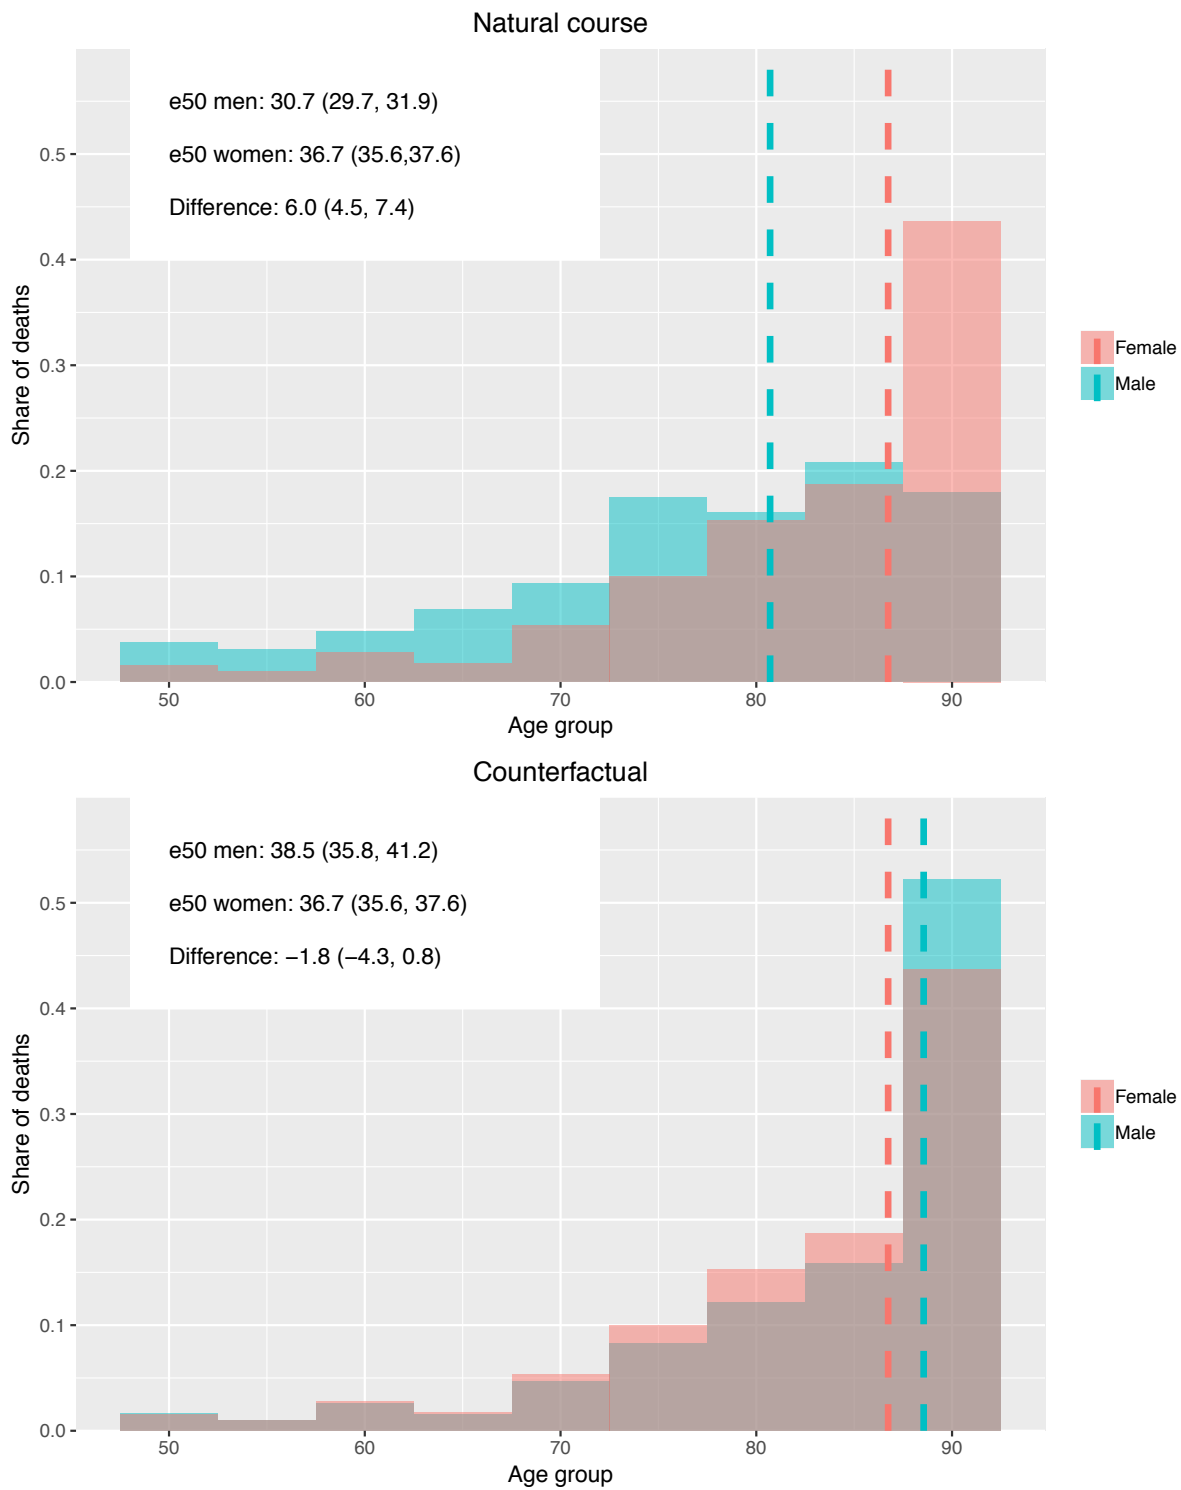 Natural course
e50 men: 30.7 (29.7, 31.9)
e50 women: 36.7 (35.6,37.6)
Difference: 6.0 (4.5, 7.4)
Share of deaths
0.5
0.4
0.3
0.2
0.1
0.0
50 60 70 80 90
Age group
Female
Male
Counterfactual
e50 men: 38.5 (35.8, 41.2)
e50 women: 36.7 (35.6, 37.6)
Difference: −1.8 (−4.3, 0.8)
Share of deaths
0.5
0.4
0.3
0.2
0.1
0.0
50 60 70 80 90
Age group
Female
Male